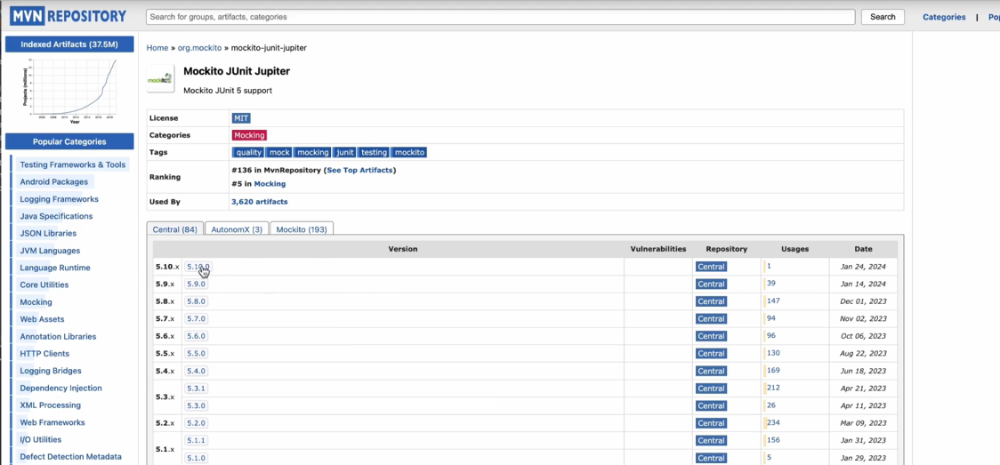 MVN REPOSITORY
Search for groups, artifacts, categories
Search
Categories | Po
Indexed Artifacts (37.5M)
Projects (millions)
Year
Home » org.mockito » mockito-junit-jupiter
Mockito JUnit Jupiter
Mockito JUnit 5 support
License MIT
Categories Mocking
Tags quality mock mocking junit testing mockito
Ranking #136 in MvnRepository (See Top Artifacts)
#5 in Mocking
Used By 3,620 artifacts
Popular Categories
Testing Frameworks & Tools
Android Packages
Logging Frameworks
Java Specifications
JSON Libraries
JVM Languages
Language Runtime
Core Utilities
Mocking
Web Assets
Annotation Libraries
HTTP Clients
Logging Bridges
Dependency Injection
XML Processing
Web Frameworks
I/O Utilities
Defect Detection Metadata
Central (84) AutonomX (3) Mockito (193)
Version Vulnerabilities Repository Usages Date
5.10.x 5.10.0 Central 1 Jan 24, 2024
5.9.x 5.9.0 Central 39 Jan 14, 2024
5.8.x 5.8.0 Central 147 Dec 01, 2023
5.7.x 5.7.0 Central 94 Nov 02, 2023
5.6.x 5.6.0 Central 96 Oct 06, 2023
5.5.x 5.5.0 Central 130 Aug 22, 2023
5.4.x 5.4.0 Central 169 Jun 18, 2023
5.3.x 5.3.1 Central 212 Apr 21, 2023
5.3.0 Central 26 Apr 11, 2023
5.2.x 5.2.0 Central 234 Mar 09, 2023
5.1.x 5.1.1 Central 156 Jan 31, 2023
5.1.0 Central 5 Jan 29, 2023